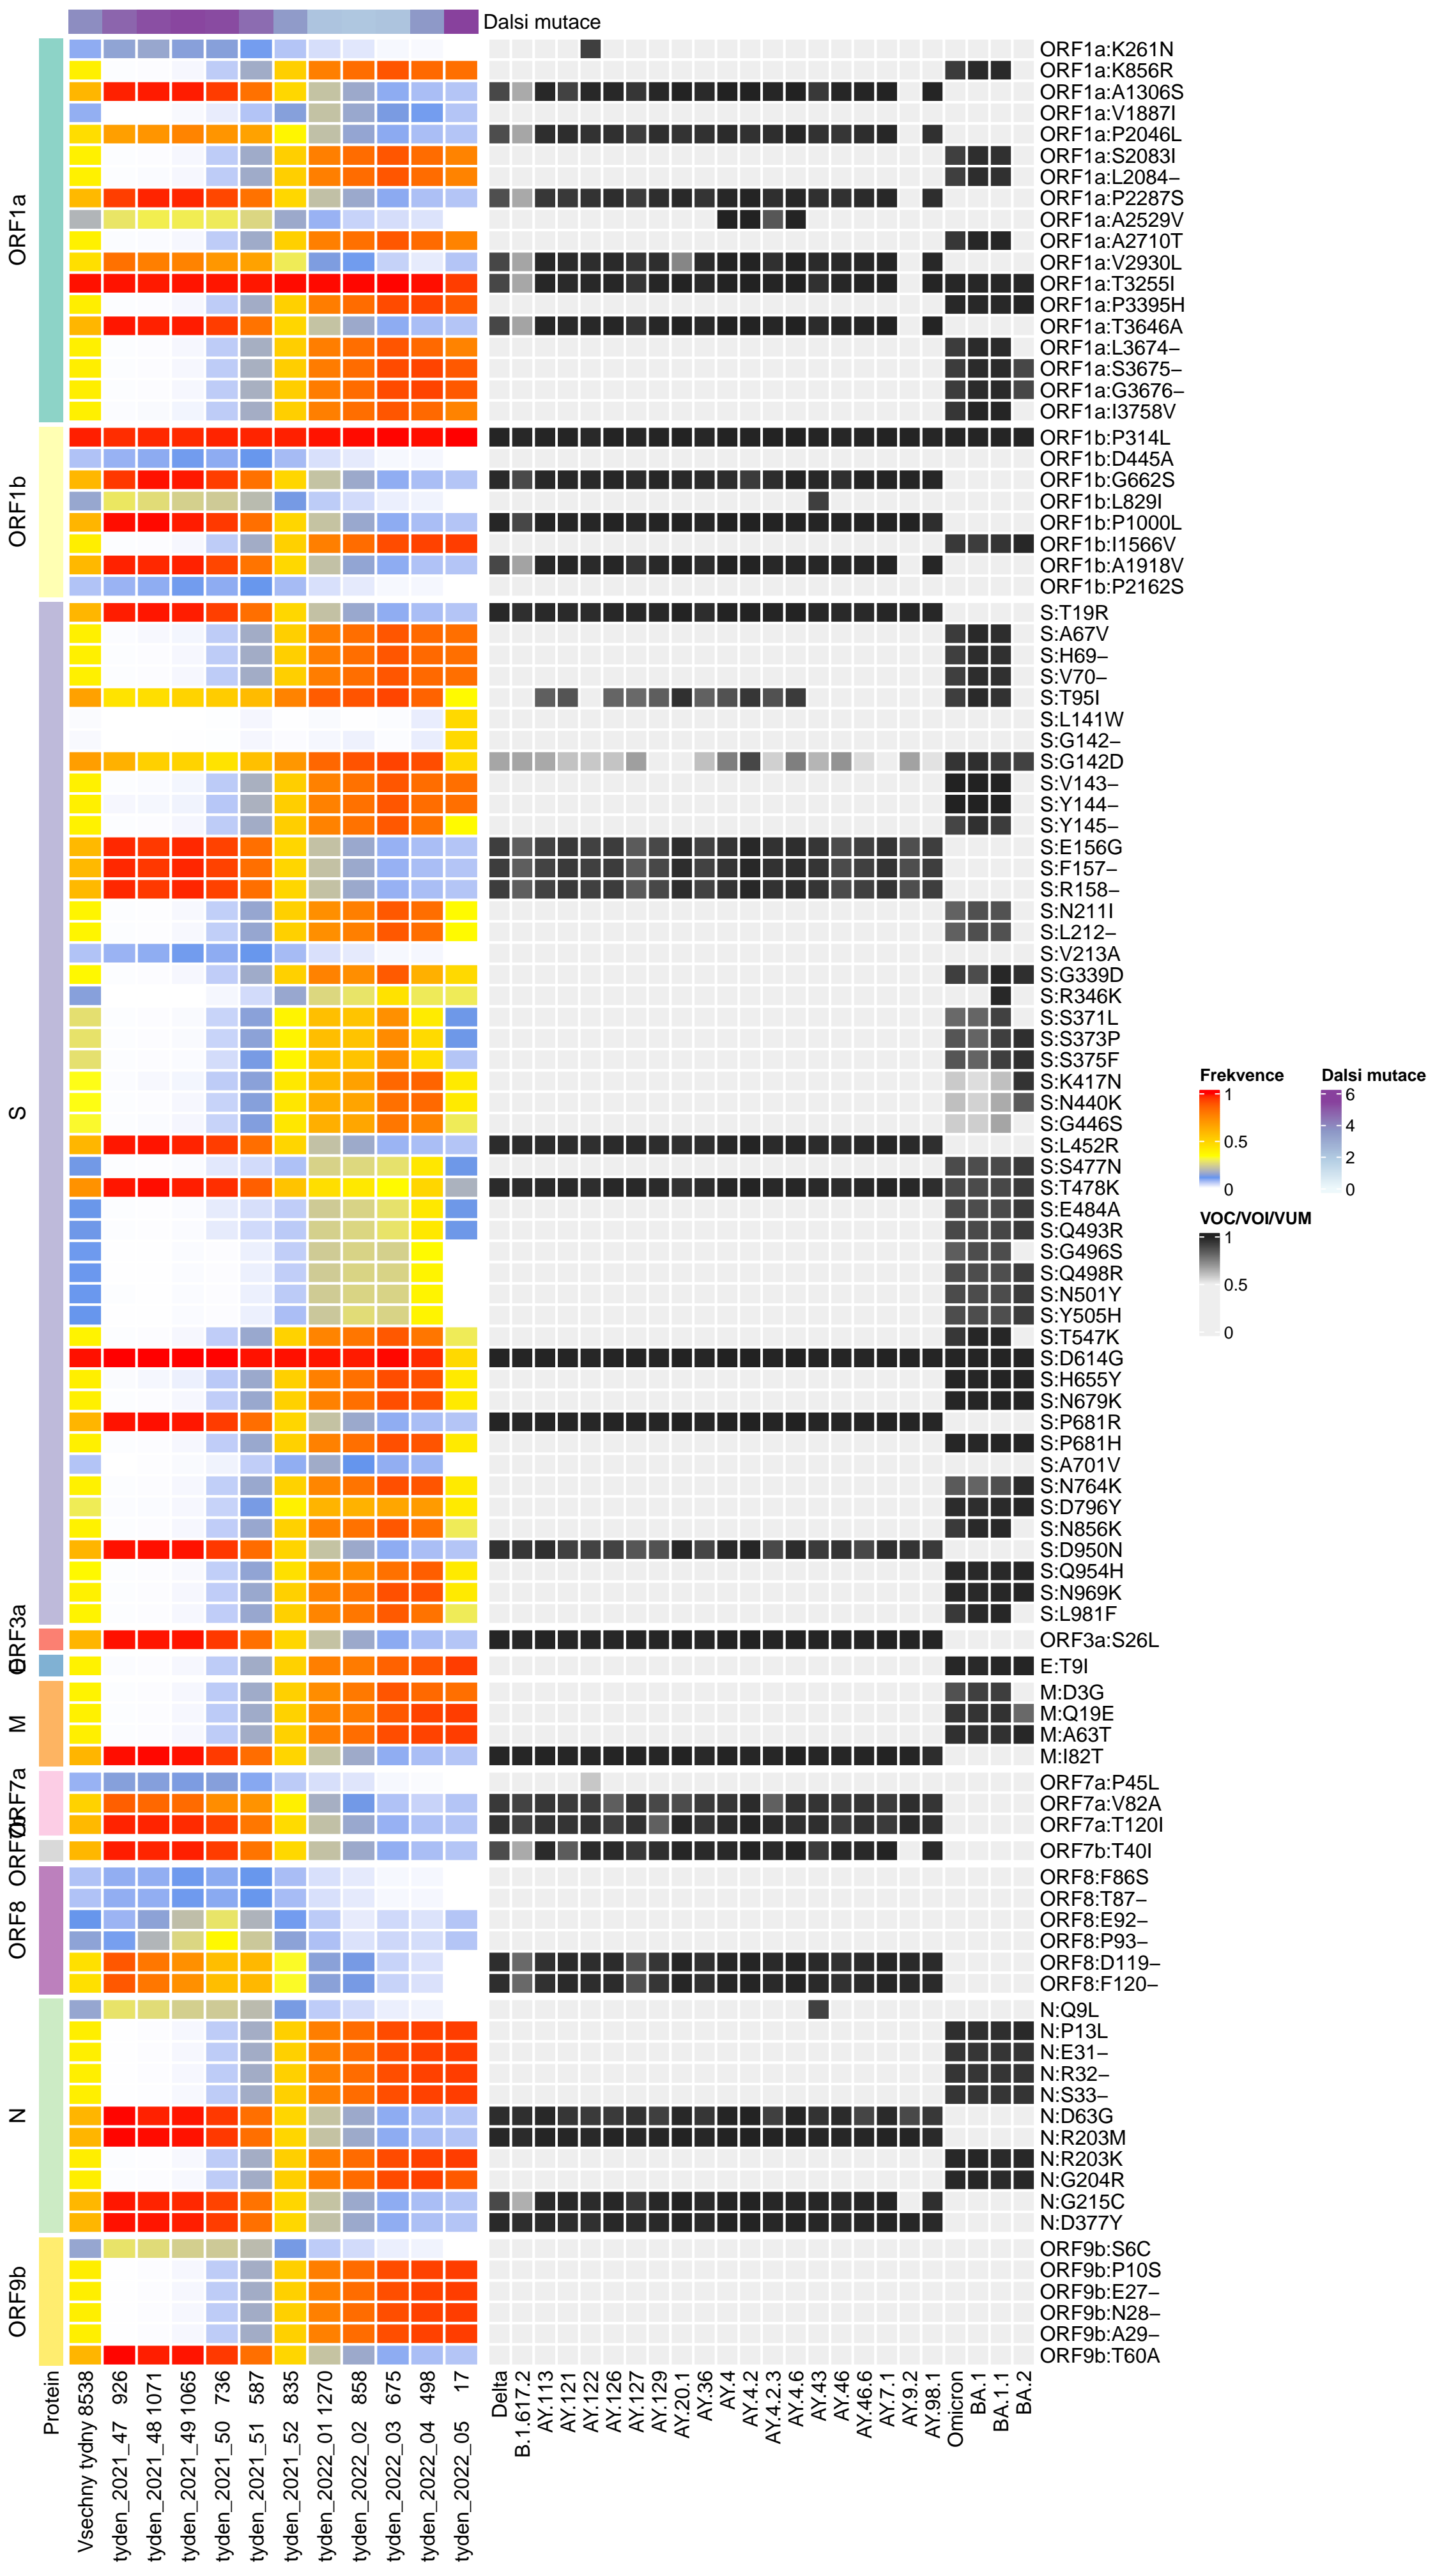 Dalsi mutace
ORF1a
ORF1a:K261N
ORF1a:K856R
ORF1a:A1306S
ORF1a:V1887I
ORF1a:P2046L
ORF1a:S2083I
ORF1a:L2084–
ORF1a:P2287S
ORF1a:A2529V
ORF1a:A2710T
ORF1a:V2930L
ORF1a:T3255I
ORF1a:P3395H
ORF1a:T3646A
ORF1a:L3674–
ORF1a:S3675–
ORF1a:G3676–
ORF1a:I3758V
ORF1b
ORF1b:P314L
ORF1b:D445A
ORF1b:G662S
ORF1b:L829I
ORF1b:P1000L
ORF1b:I1566V
ORF1b:A1918V
ORF1b:P2162S
S
S:T19R
S:A67V
S:H69–
S:V70–
S:T95I
S:L141W
S:G142–
S:G142D
S:V143–
S:Y144–
S:Y145–
S:E156G
S:F157–
S:R158–
S:N211I
S:L212–
S:V213A
S:G339D
S:R346K
S:S371L
S:S373P
S:S375F
S:K417N
S:N440K
S:G446S
S:L452R
S:S477N
S:T478K
S:E484A
S:Q493R
S:G496S
S:Q498R
S:N501Y
S:Y505H
S:T547K
S:D614G
S:H655Y
S:N679K
S:P681R
S:P681H
S:A701V
S:N764K
S:D796Y
S:N856K
S:D950N
S:Q954H
S:N969K
S:L981F
ORF3a
ORF3a:S26L
E
E:T9I
M
M:D3G
M:Q19E
M:A63T
M:I82T
ORF7a
ORF7a:P45L
ORF7a:V82A
ORF7a:T120I
ORF7b
ORF7b:T40I
ORF8
ORF8:F86S
ORF8:T87–
ORF8:E92–
ORF8:P93–
ORF8:D119–
ORF8:F120–
N
N:Q9L
N:P13L
N:E31–
N:R32–
N:S33–
N:D63G
N:R203M
N:R203K
N:G204R
N:G215C
N:D377Y
ORF9b
ORF9b:S6C
ORF9b:P10S
ORF9b:E27–
ORF9b:N28–
ORF9b:A29–
ORF9b:T60A
Protein
Vsechny tydny 8538
tyden_2021_47 926
tyden_2021_48 1071
tyden_2021_49 1065
tyden_2021_50 736
tyden_2021_51 587
tyden_2021_52 835
tyden_2022_01 1270
tyden_2022_02 858
tyden_2022_03 675
tyden_2022_04 498
tyden_2022_05 17
Delta
B.1.617.2
AY.113
AY.121
AY.122
AY.126
AY.127
AY.129
AY.20.1
AY.36
AY.4
AY.4.2
AY.4.2.3
AY.4.6
AY.43
AY.46
AY.46.6
AY.7.1
AY.9.2
AY.98.1
Omicron
BA.1
BA.1.1
BA.2
Frekvence
1
0.5
0
Dalsi mutace
6
4
2
0
VOC/VOI/VUM
1
0.5
0